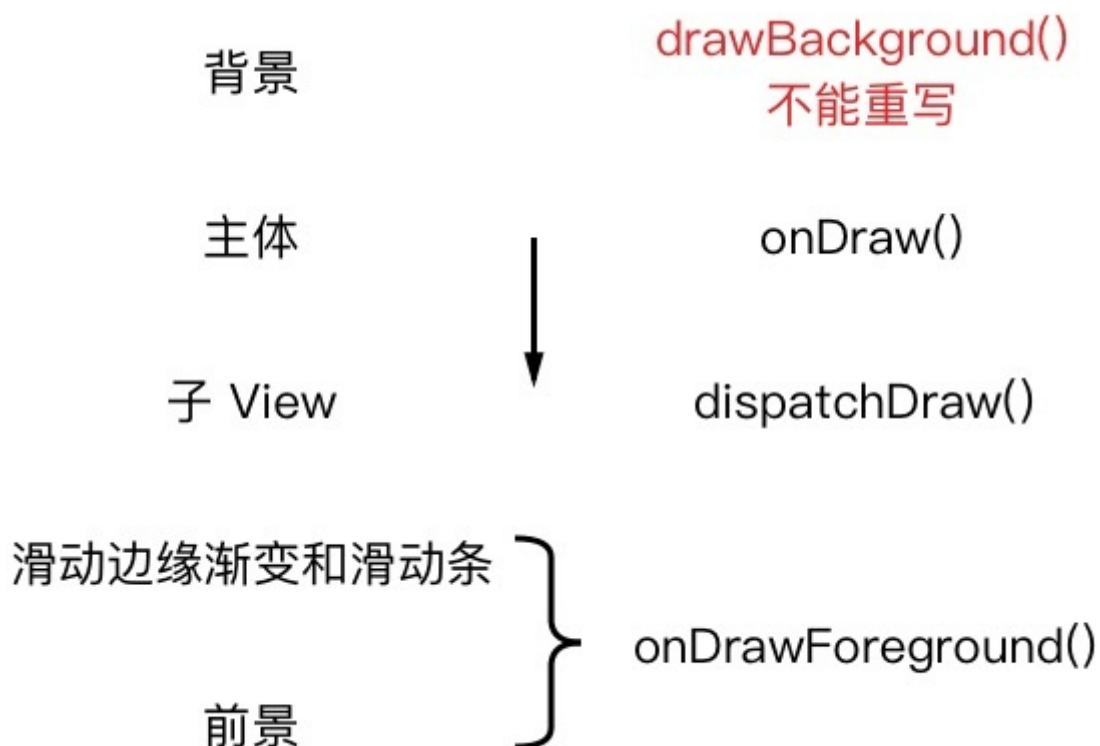 背景
drawBackground()
不能重写
主体
onDraw()
子 View
dispatchDraw()
滑动边缘渐变和滑动条
onDrawForeground()
前景